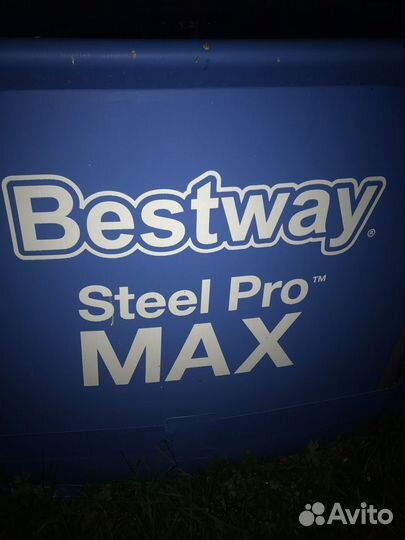 Bestway®
Steel Pro™
MAX
Avito